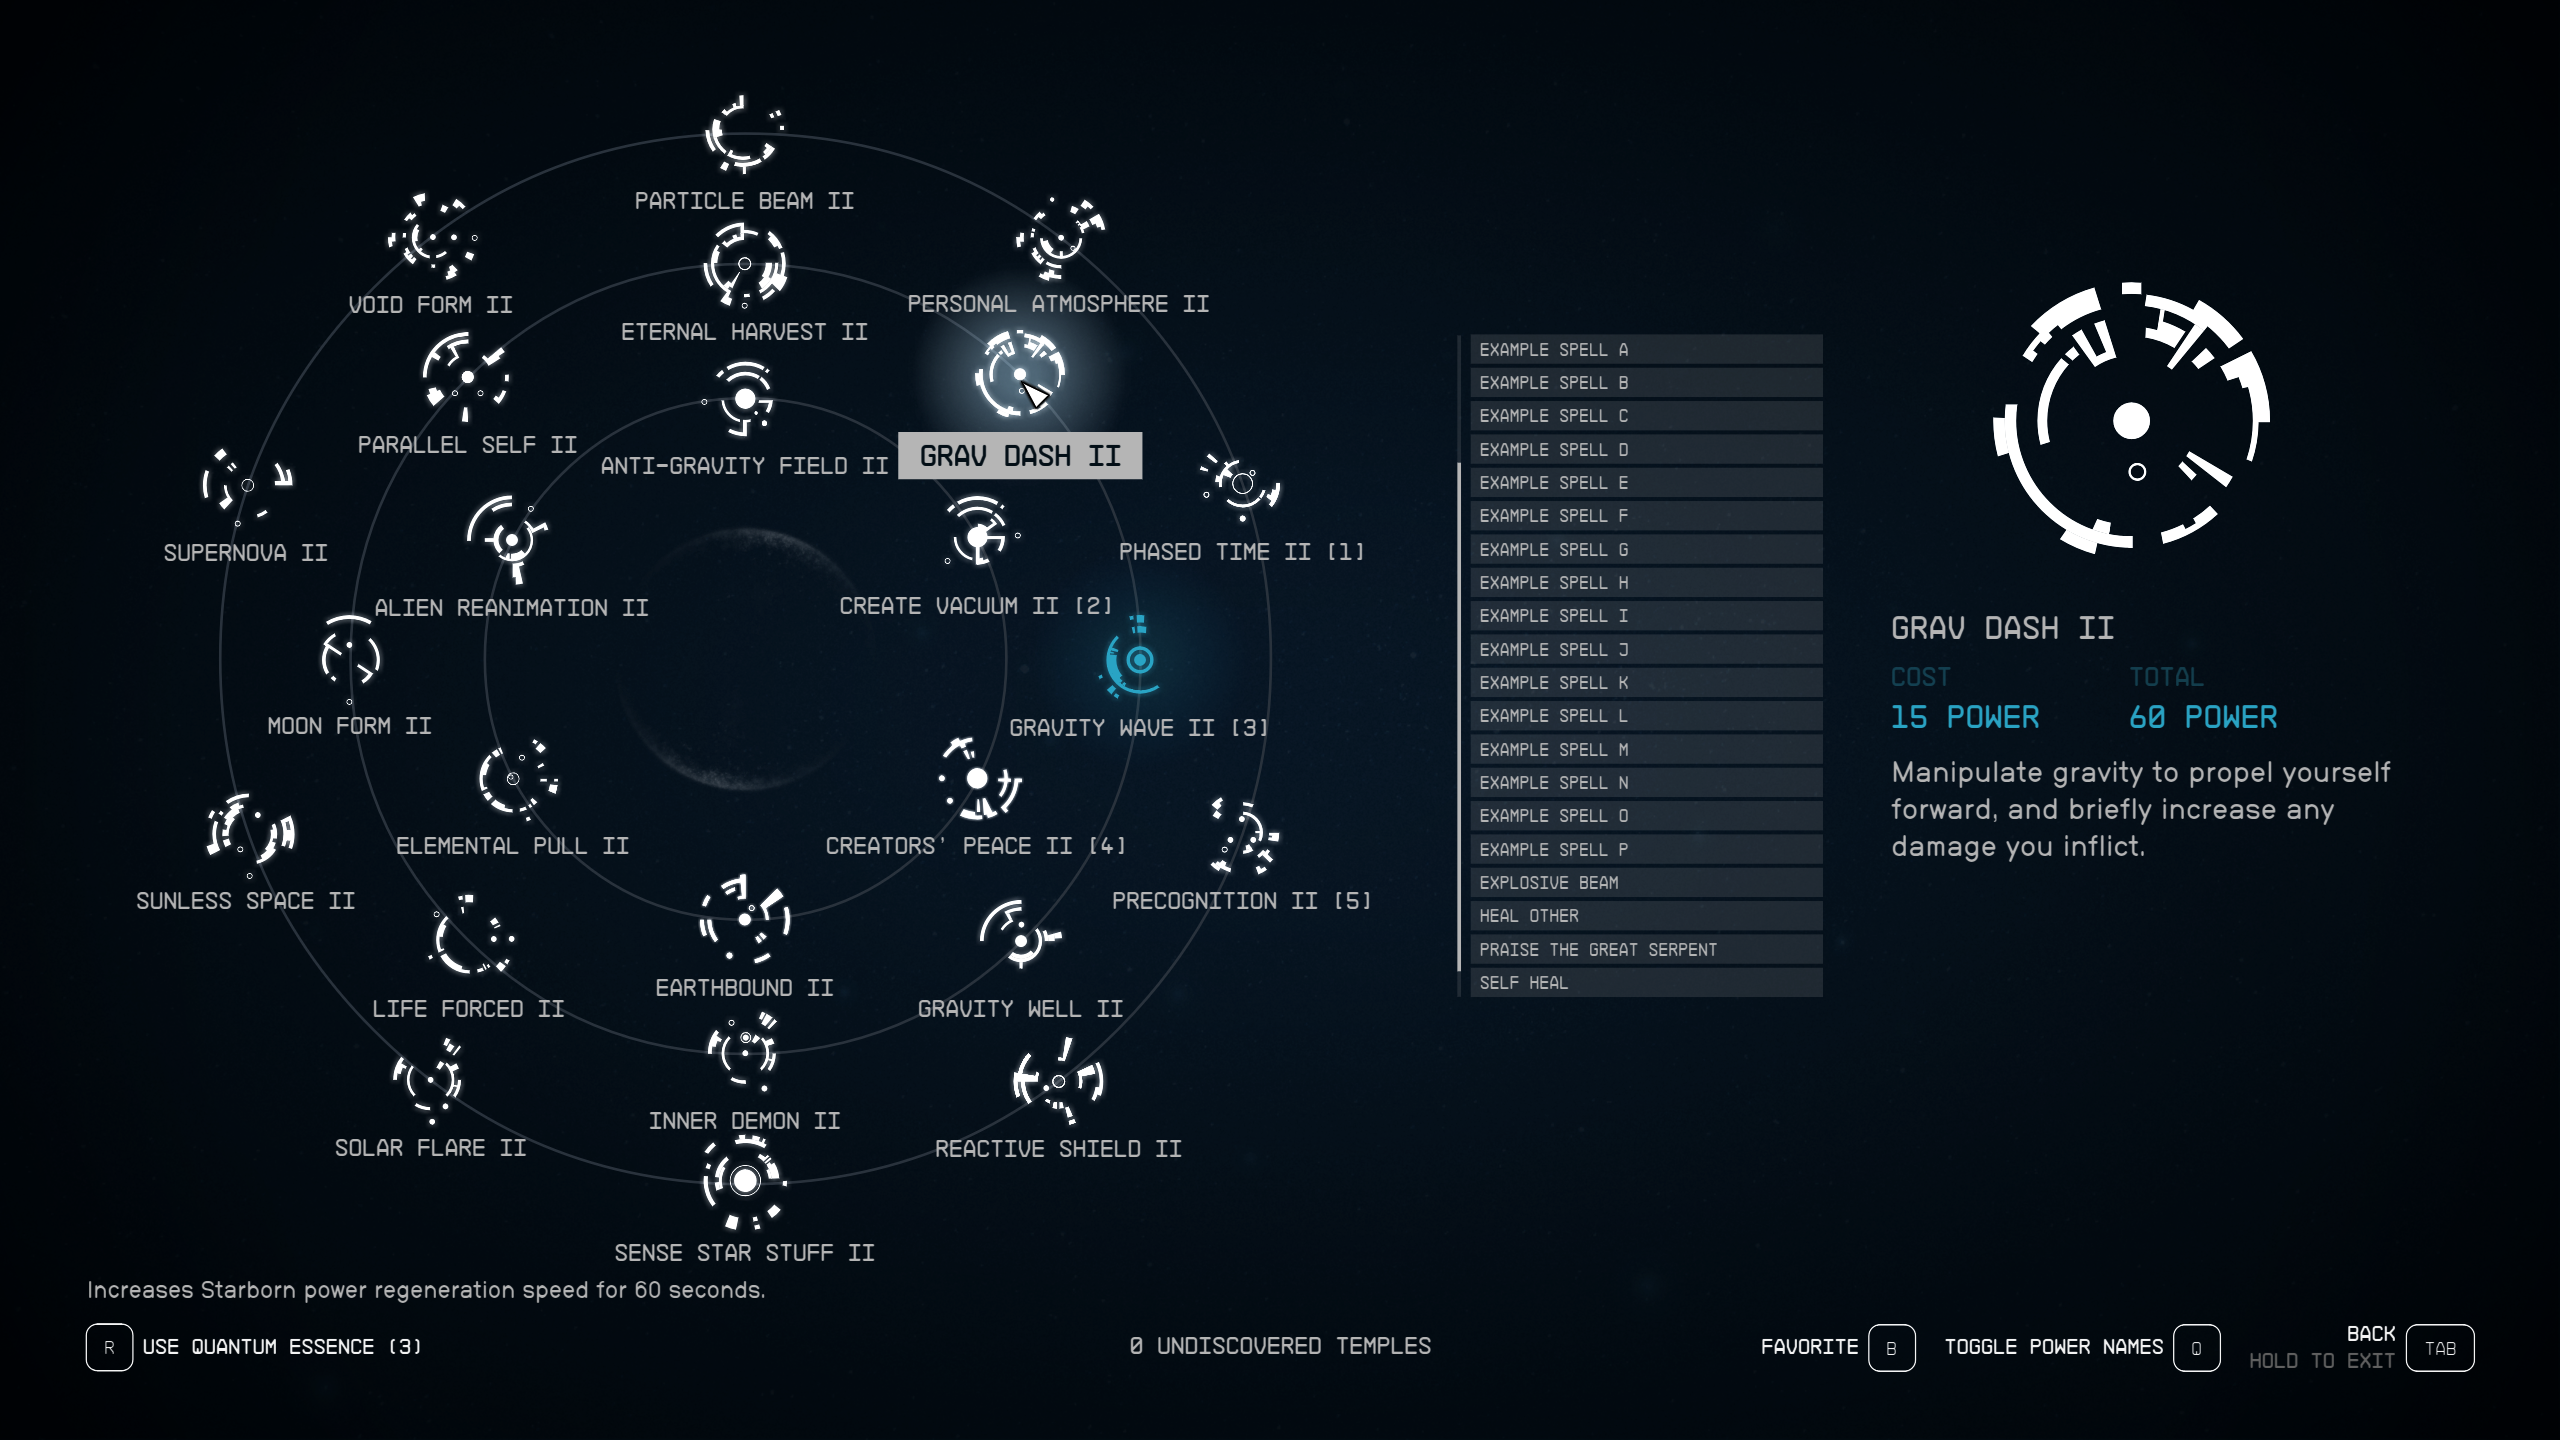 PARTICLE BEAM II
VOID FORM II
PERSONAL ATMOSPHERE II
ETERNAL HARVEST II
PARALLEL SELF II
ANTI-GRAVITY FIELD II
GRAV DASH II
SUPERNOVA II
PHASED TIME II [1]
ALIEN REANIMATION II
CREATE VACUUM II [2]
MOON FORM II
GRAVITY WAVE II [3]
ELEMENTAL PULL II
CREATORS' PEACE II [4]
SUNLESS SPACE II
PRECOGNITION II [5]
LIFE FORCED II
EARTHBOUND II
GRAVITY WELL II
INNER DEMON II
SOLAR FLARE II
REACTIVE SHIELD II
SENSE STAR STUFF II
EXAMPLE SPELL A
EXAMPLE SPELL B
EXAMPLE SPELL C
EXAMPLE SPELL D
EXAMPLE SPELL E
EXAMPLE SPELL F
EXAMPLE SPELL G
EXAMPLE SPELL H
EXAMPLE SPELL I
EXAMPLE SPELL J
EXAMPLE SPELL K
EXAMPLE SPELL L
EXAMPLE SPELL M
EXAMPLE SPELL N
EXAMPLE SPELL O
EXAMPLE SPELL P
EXPLOSIVE BEAM
HEAL OTHER
PRAISE THE GREAT SERPENT
SELF HEAL
GRAV DASH II
COST TOTAL
15 POWER 60 POWER
Manipulate gravity to propel yourself
forward, and briefly increase any
damage you inflict.
Increases Starborn power regeneration speed for 60 seconds.
R USE QUANTUM ESSENCE (3)
0 UNDISCOVERED TEMPLES
FAVORITE B
TOGGLE POWER NAMES Q
BACK
HOLD TO EXIT
TAB